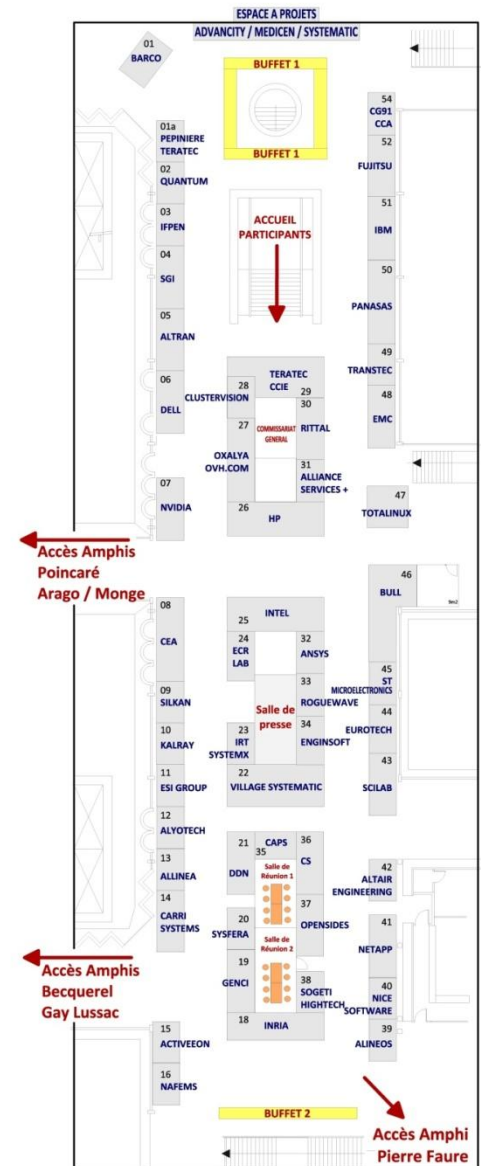 ESPACE A PROJETS
ADVANCITY / MEDICEN / SYSTEMATIC
01
BARCO
BUFFET 1
BUFFET 1
01a
PEPINIERE
TERATEC
02
QUANTUM
03
IFPEN
04
SGI
05
ALTRAN
06
DELL
07
NVIDIA
ACCUEIL
PARTICIPANTS
54
CG91
CCA
52
FUJITSU
51
IBM
50
PANASAS
49
TRANSTEC
48
EMC
47
TOTALINUX
TERATEC
CCIE
29
28
CLUSTERVISION
27
OXALYA
OVH.COM
COMMISSARIAT
GENERAL
30
RITTAL
31
ALLIANCE
SERVICES +
26
HP
Accès Amphis
Poincaré
Arago / Monge
08
CEA
09
SILKAN
10
KALRAY
11
ESI GROUP
12
ALYOTECH
13
ALLINEA
14
CARRI
SYSTEMS
INTEL
25
24
ECR
LAB
32
ANSYS
33
ROGUEWAVE
Salle de
presse
34
ENGINSOFT
23
IRT
SYSTEMX
22
VILLAGE SYSTEMATIC
46
BULL
45
ST
MICROELECTRONICS
44
EUROTECH
43
SCILAB
21
DDN
CAPS
35
36
CS
Salle de
Réunion 1
37
OPENSIDES
20
SYSFERA
Salle de
Réunion 2
19
GENCI
38
SOGETI
HIGHTECH
18
INRIA
42
ALTAIR
ENGINEERING
41
NETAPP
40
NICE
SOFTWARE
39
ALINEOS
Accès Amphis
Becquerel
Gay Lussac
15
ACTIVEEON
16
NAFEMS
BUFFET 2
Accès Amphi
Pierre Faure